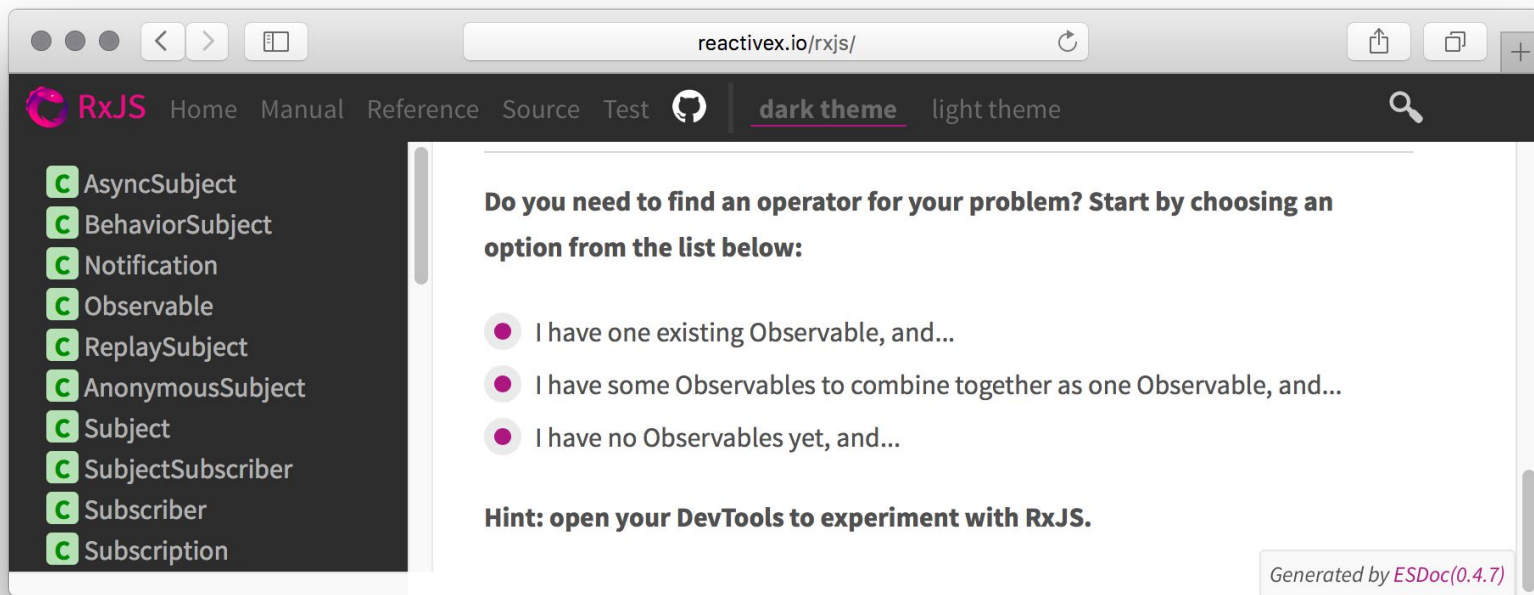 reactivex.io/rxjs/
RxJS Home Manual Reference Source Test dark theme light theme
C AsyncSubject
C BehaviorSubject
C Notification
C Observable
C ReplaySubject
C AnonymousSubject
C Subject
C SubjectSubscriber
C Subscriber
C Subscription
Do you need to find an operator for your problem? Start by choosing an
option from the list below:
I have one existing Observable, and...
I have some Observables to combine together as one Observable, and...
I have no Observables yet, and...
Hint: open your DevTools to experiment with RxJS.
Generated by ESDoc(0.4.7)